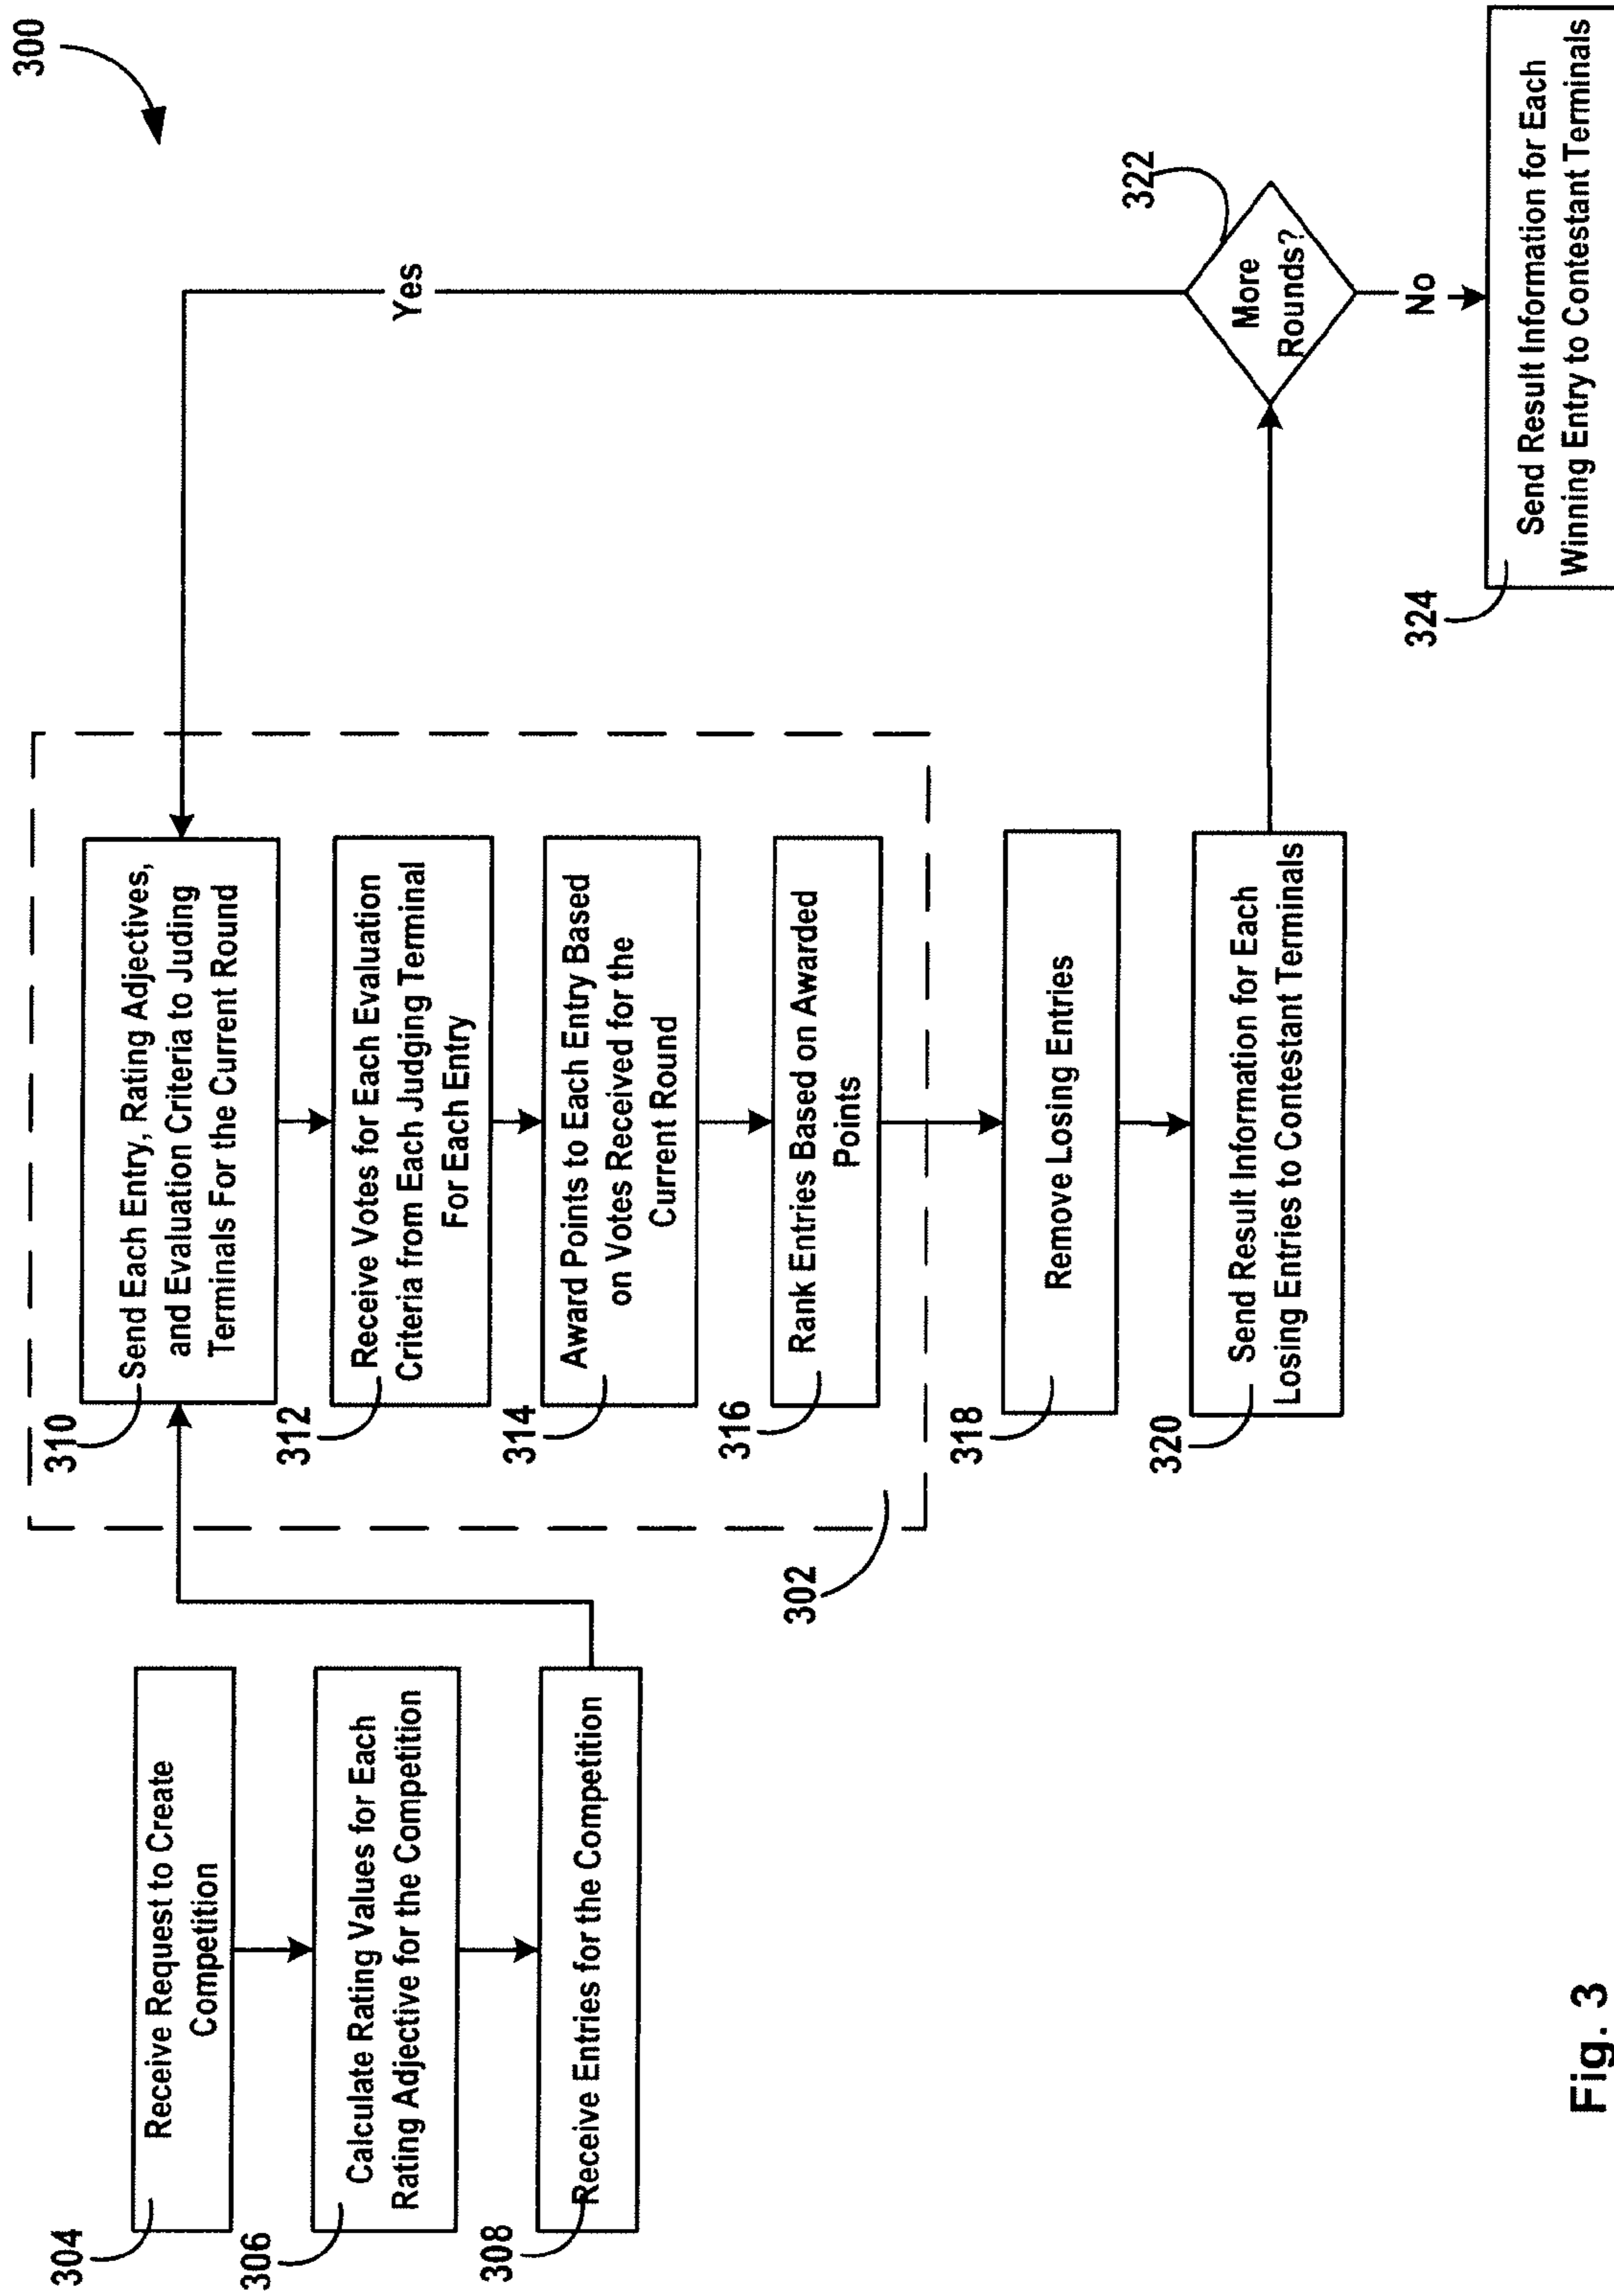 300
304
Receive Request to Create
Competition
306
Calculate Rating Values for Each
Rating Adjective for the Competition
308
Receive Entries for the Competition
302
310
Send Each Entry, Rating Adjectives,
and Evaluation Criteria to Juding
Terminals For the Current Round
312
Receive Votes for Each Evaluation
Criteria from Each Judging Terminal
For Each Entry
314
Award Points to Each Entry Based
on Votes Received for the
Current Round
316
Rank Entries Based on Awarded
Points
318
Remove Losing Entries
320
Send Result Information for Each
Losing Entries to Contestant Terminals
322
More
Rounds?
Yes
No
324
Send Result Information for Each
Winning Entry to Contestant Terminals
Fig. 3